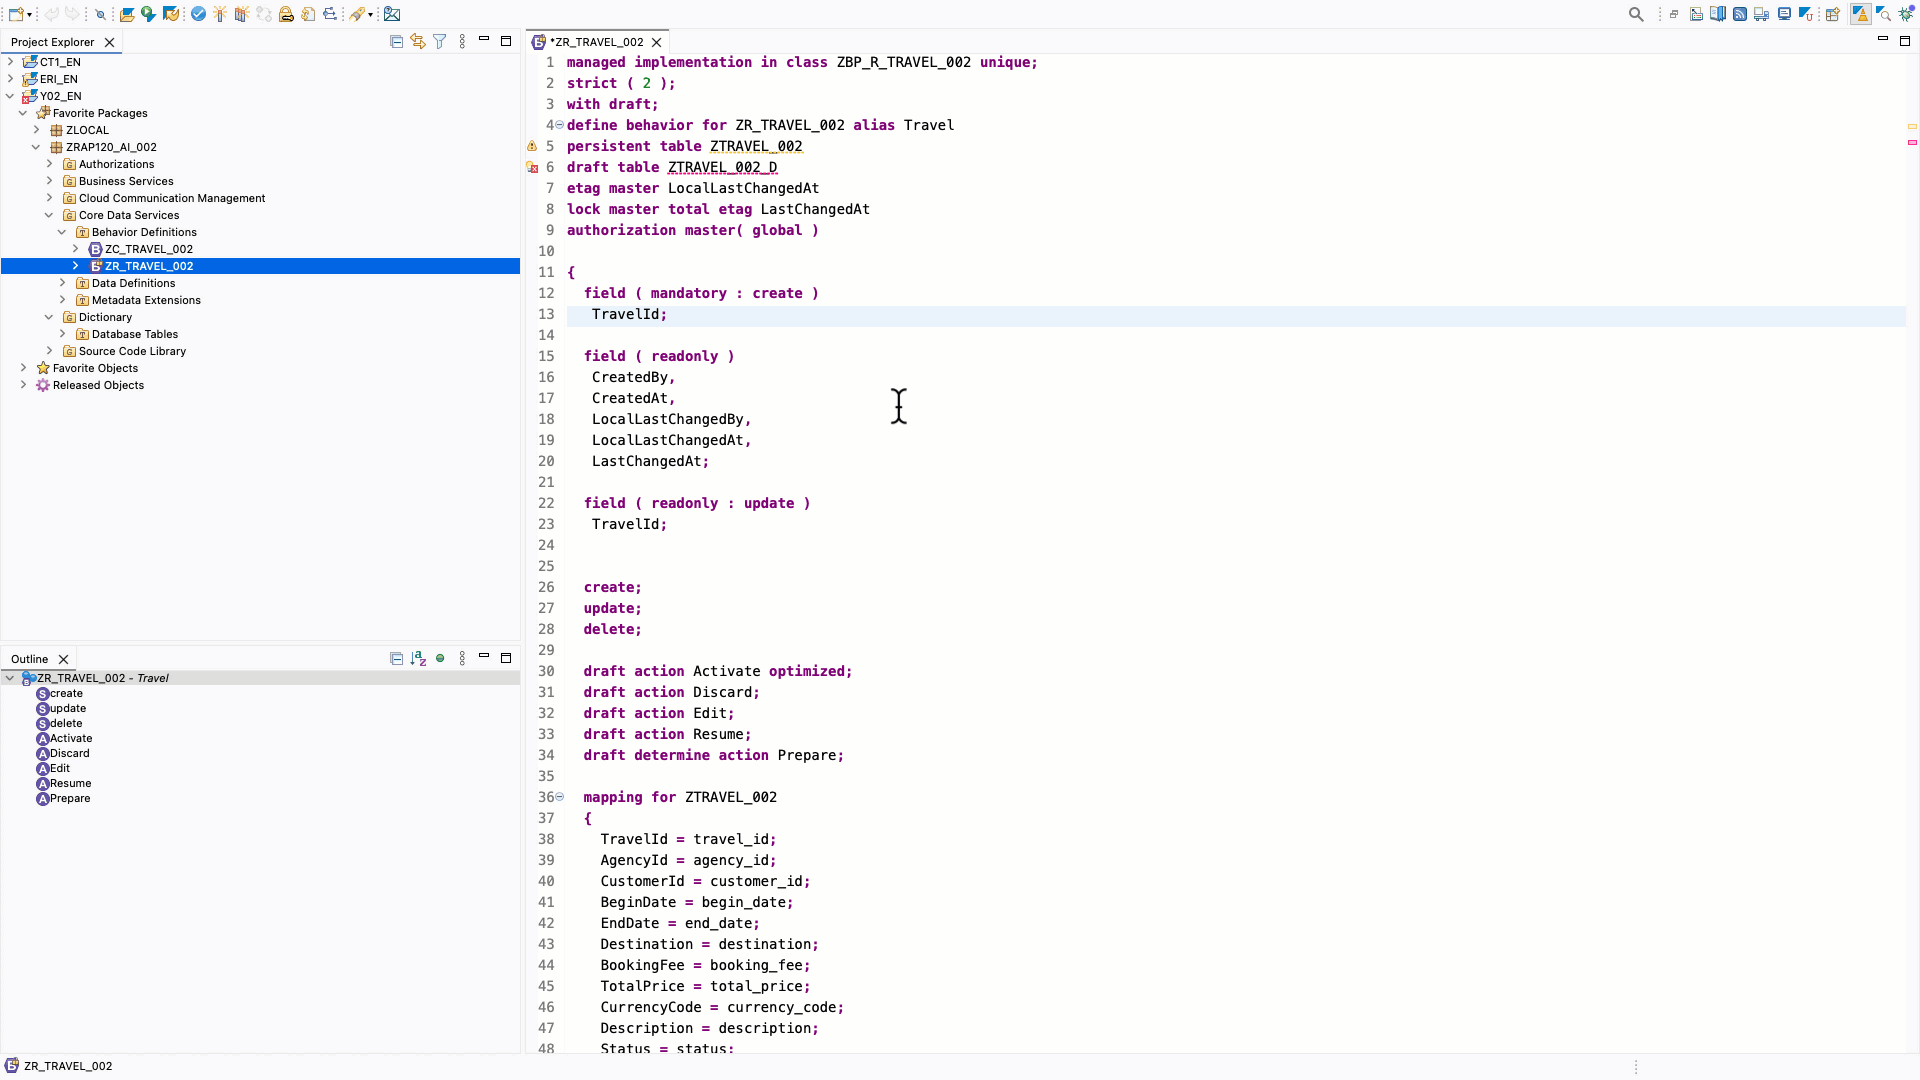 Project Explorer
CT1_EN
ERI_EN
Y02_EN
Favorite Packages
ZLOCAL
ZRAP120_AI_002
Authorizations
Business Services
Cloud Communication Management
Core Data Services
Behavior Definitions
ZC_TRAVEL_002
ZR_TRAVEL_002
Data Definitions
Metadata Extensions
Dictionary
Database Tables
Source Code Library
Favorite Objects
Released Objects
Outline
ZR_TRAVEL_002 - Travel
create
update
delete
Activate
Discard
Edit
Resume
Prepare
*ZR_TRAVEL_002
1 managed implementation in class ZBP_R_TRAVEL_002 unique;
2 strict ( 2 );
3 with draft;
4 define behavior for ZR_TRAVEL_002 alias Travel
5 persistent table ZTRAVEL_002
6 draft table ZTRAVEL_002_D
7 etag master LocalLastChangedAt
8 lock master total etag LastChangedAt
9 authorization master( global )
10
11 {
12 field ( mandatory : create )
13 TravelId;
14
15 field ( readonly )
16 CreatedBy,
17 CreatedAt,
18 LocalLastChangedBy,
19 LocalLastChangedAt,
20 LastChangedAt;
21
22 field ( readonly : update )
23 TravelId;
24
25
26 create;
27 update;
28 delete;
29
30 draft action Activate optimized;
31 draft action Discard;
32 draft action Edit;
33 draft action Resume;
34 draft determine action Prepare;
35
36 mapping for ZTRAVEL_002
37 {
38 TravelId = travel_id;
39 AgencyId = agency_id;
40 CustomerId = customer_id;
41 BeginDate = begin_date;
42 EndDate = end_date;
43 Destination = destination;
44 BookingFee = booking_fee;
45 TotalPrice = total_price;
46 CurrencyCode = currency_code;
47 Description = description;
48 Status = status;
ZR_TRAVEL_002